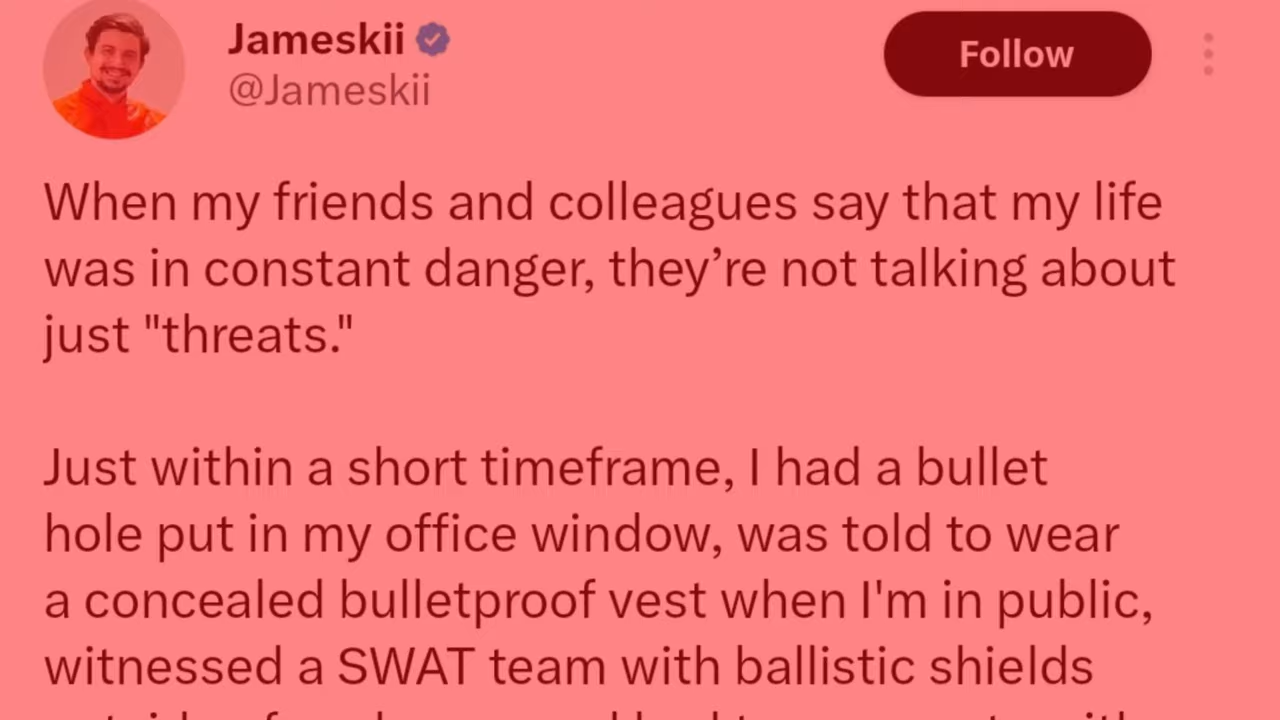 Jameskii
@Jameskii
Follow
When my friends and colleagues say that my life
was in constant danger, they’re not talking about
just "threats."
Just within a short timeframe, I had a bullet
hole put in my office window, was told to wear
a concealed bulletproof vest when I'm in public,
witnessed a SWAT team with ballistic shields